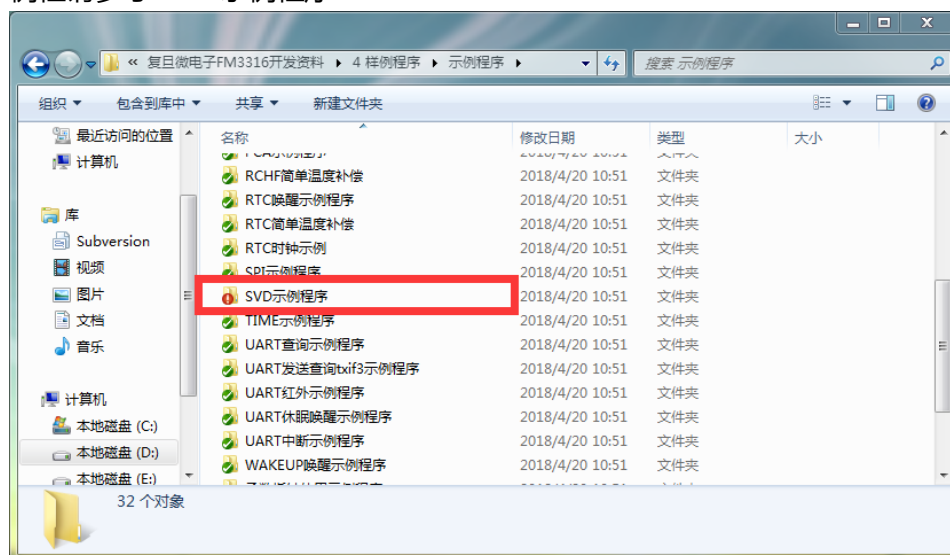 « 复旦微电子FM3316开发资料 ▸ 4 样例程序 ▸ 示例程序 ▸
搜索 示例程序
组织 ▼ 包含到库中 ▼ 共享 ▼ 新建文件夹
最近访问的位置
计算机
库
Subversion
视频
图片
文档
音乐
计算机
本地磁盘 (C:)
本地磁盘 (D:)
本地磁盘 (E:)
名称 修改日期 类型 大小
RCHF简单温度补偿 2018/4/20 10:51 文件夹
RTC唤醒示例程序 2018/4/20 10:51 文件夹
RTC简单温度补偿 2018/4/20 10:51 文件夹
RTC时钟示例 2018/4/20 10:51 文件夹
SPI示例程序 2018/4/20 10:51 文件夹
SVD示例程序 2018/4/20 10:51 文件夹
TIME示例程序 2018/4/20 10:51 文件夹
UART查询示例程序 2018/4/20 10:51 文件夹
UART发送查询txif3示例程序 2018/4/20 10:51 文件夹
UART红外示例程序 2018/4/20 10:51 文件夹
UART休眠唤醒示例程序 2018/4/20 10:51 文件夹
UART中断示例程序 2018/4/20 10:51 文件夹
WAKEUP唤醒示例程序 2018/4/20 10:51 文件夹
32 个对象